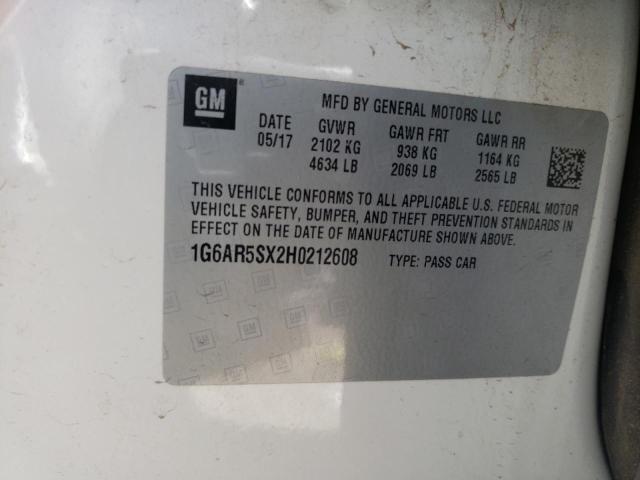 GM ®
MFD BY GENERAL MOTORS LLC
DATE GVWR GAWR FRT GAWR RR
05/17 2102 KG 938 KG 1164 KG
4634 LB 2069 LB 2565 LB
THIS VEHICLE CONFORMS TO ALL APPLICABLE U.S. FEDERAL MOTOR
VEHICLE SAFETY, BUMPER, AND THEFT PREVENTION STANDARDS IN
EFFECT ON THE DATE OF MANUFACTURE SHOWN ABOVE.
1G6AR5SX2H0212608 TYPE: PASS CAR